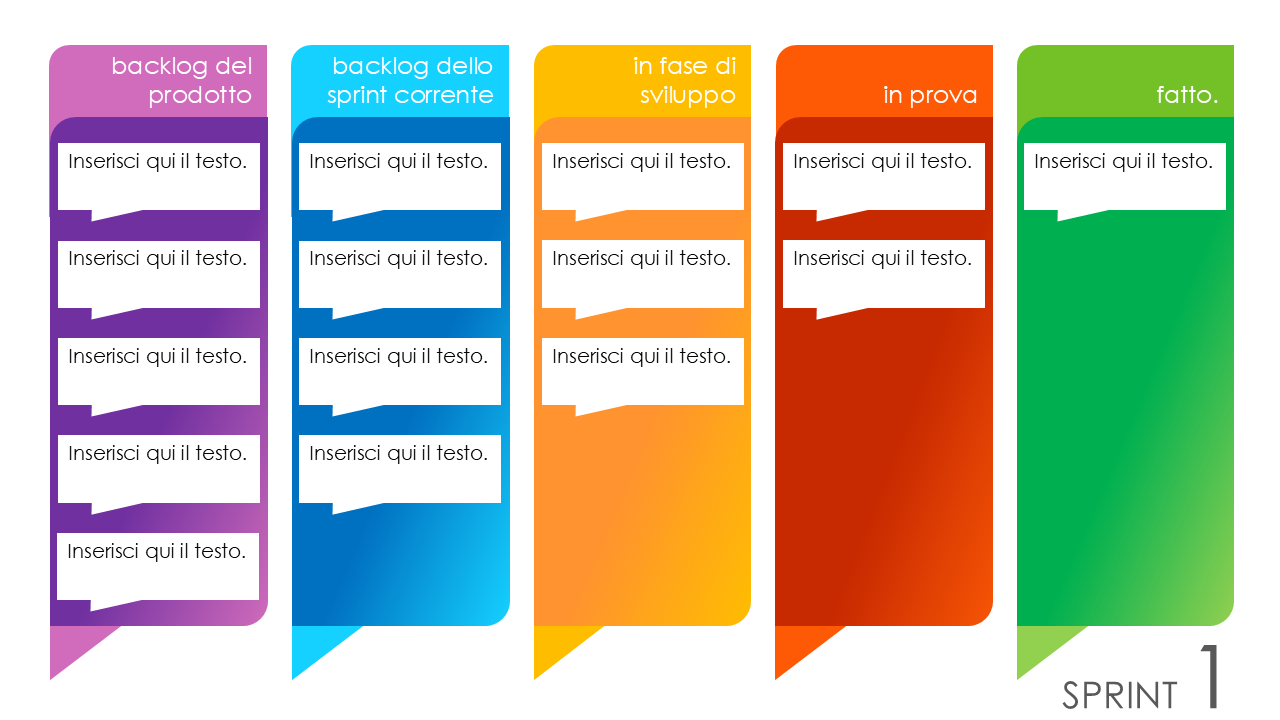 backlog del
prodotto
Inserisci qui il testo.
Inserisci qui il testo.
Inserisci qui il testo.
Inserisci qui il testo.
Inserisci qui il testo.
backlog dello
sprint corrente
Inserisci qui il testo.
Inserisci qui il testo.
Inserisci qui il testo.
Inserisci qui il testo.
in fase di
sviluppo
Inserisci qui il testo.
Inserisci qui il testo.
Inserisci qui il testo.
in prova
Inserisci qui il testo.
Inserisci qui il testo.
fatto.
Inserisci qui il testo.
SPRINT 1